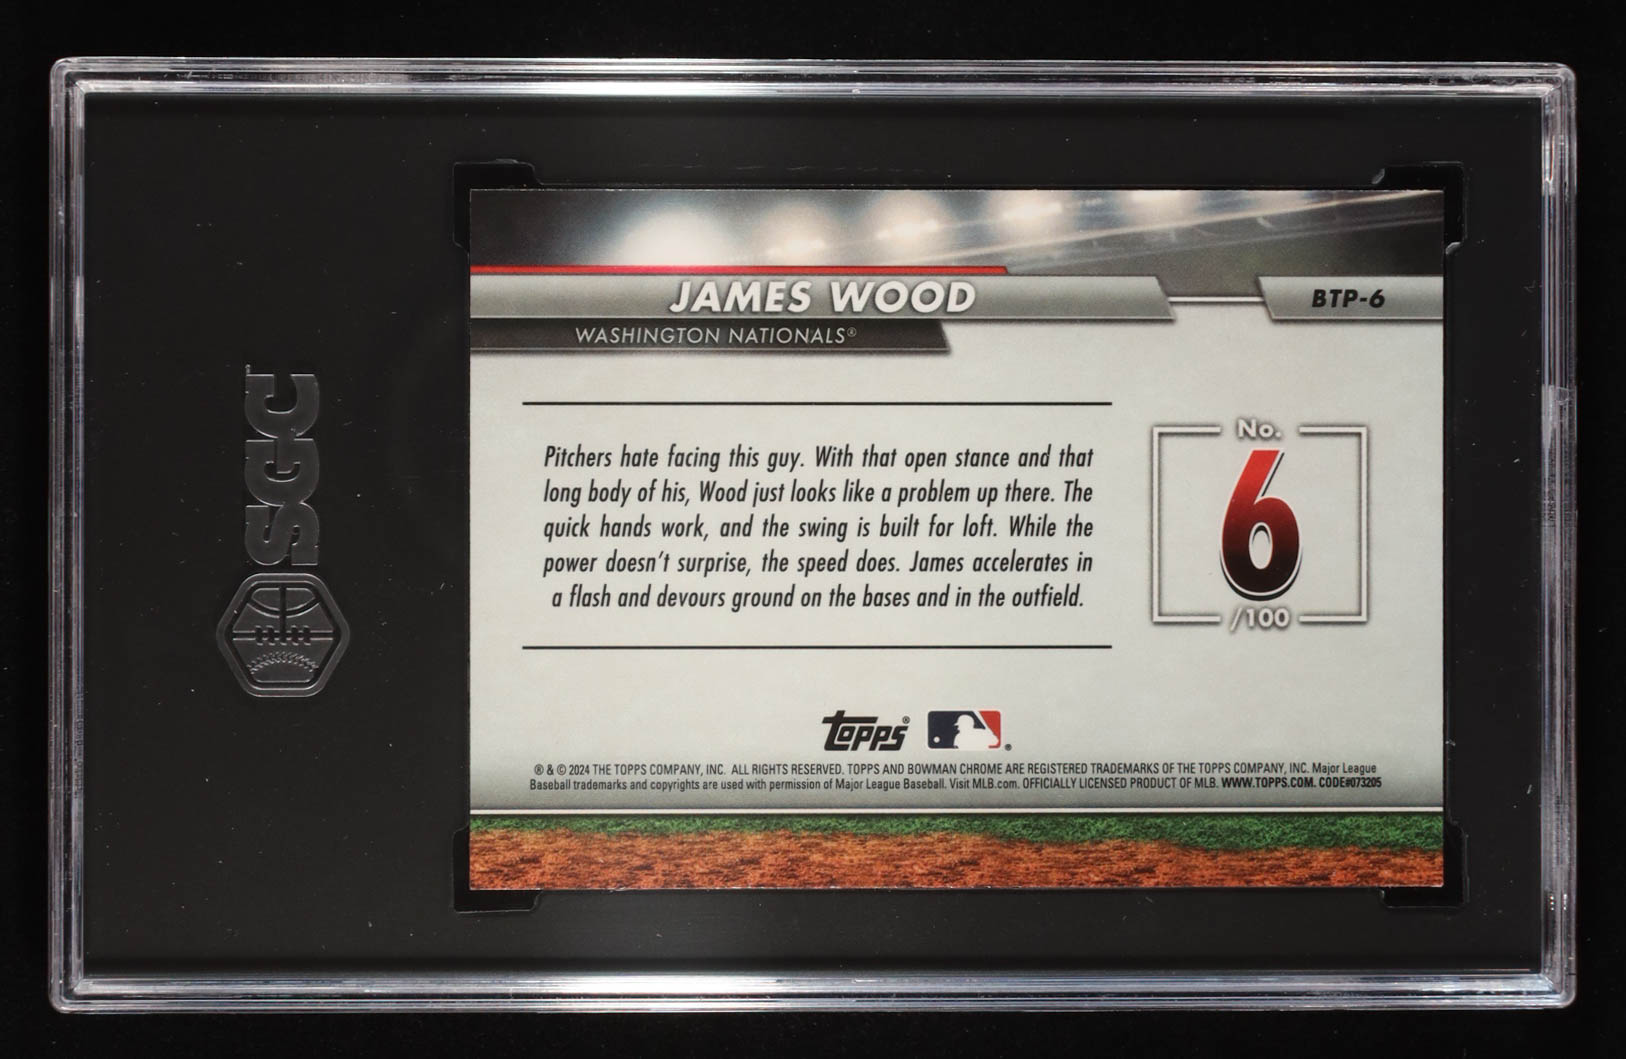 SGC
JAMES WOOD
BTP-6
WASHINGTON NATIONALS®
Pitchers hate facing this guy. With that open stance and that
long body of his, Wood just looks like a problem up there. The
quick hands work, and the swing is built for loft. While the
power doesn't surprise, the speed does. James accelerates in
a flash and devours ground on the bases and in the outfield.
No.
6
/100
topps®
® & © 2024 THE TOPPS COMPANY, INC. ALL RIGHTS RESERVED. TOPPS AND BOWMAN CHROME ARE REGISTERED TRADEMARKS OF THE TOPPS COMPANY, INC. Major League
Baseball trademarks and copyrights are used with permission of Major League Baseball. Visit MLB.com. OFFICIALLY LICENSED PRODUCT OF MLB. WWW.TOPPS.COM. CODE#073205